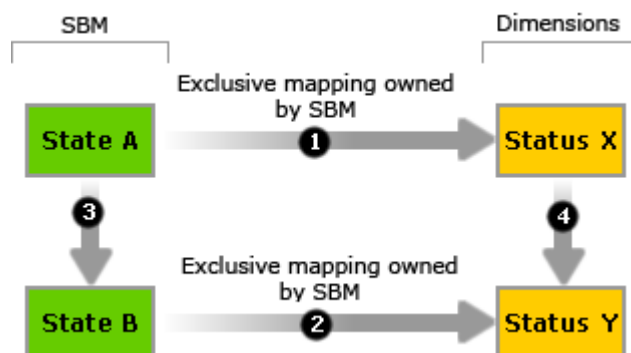 SBM
Dimensions
Exclusive mapping owned
by SBM
State A
1
Status X
3
4
Exclusive mapping owned
by SBM
State B
2
Status Y